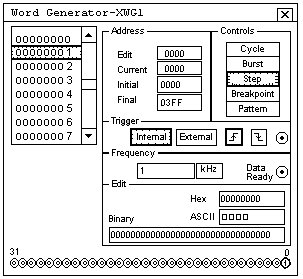 Word Generator-XWG1
Address
Controls
00000000
00000001
00000002
00000003
00000004
00000005
00000006
00000007
Edit 0000
Current 0000
Initial 0000
Final 03FF
Cycle
Burst
Step
Breakpoint
Pattern
Trigger
Internal
External
Frequency
1
kHz
Data
Ready
Edit
Hex 00000000
ASCII
Binary
00000000000000000000000000000000
31 0